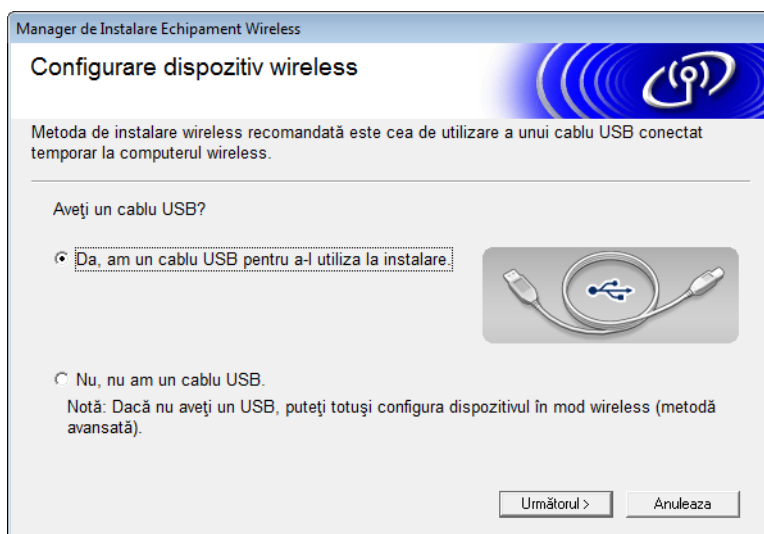 Manager de Instalare Echipament Wireless
Configurare dispozitiv wireless
Metoda de instalare wireless recomandată este cea de utilizare a unui cablu USB conectat
temporar la computerul wireless.
Aveţi un cablu USB?
Da, am un cablu USB pentru a-l utiliza la instalare.
Nu, nu am un cablu USB.
Notă: Dacă nu aveţi un USB, puteţi totuşi configura dispozitivul în mod wireless (metodă
avansată).
Următorul >
Anuleaza